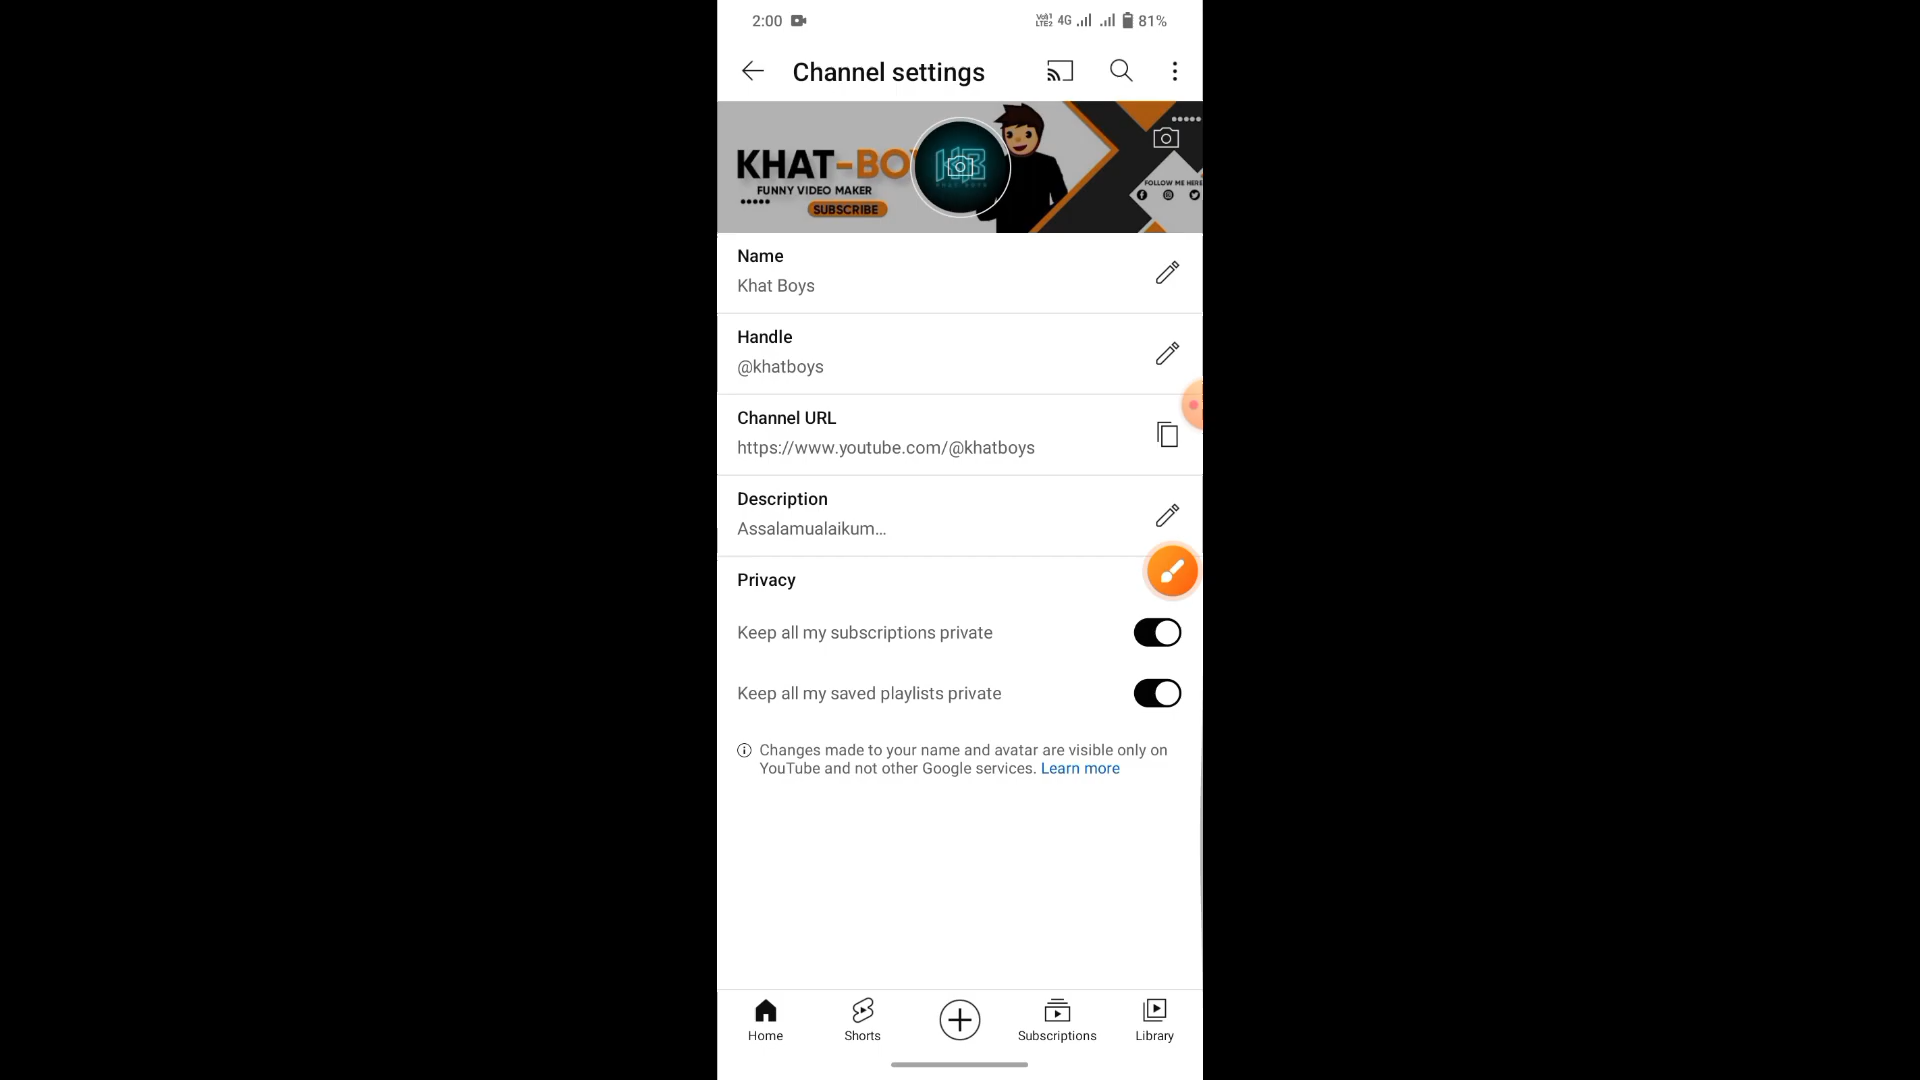 2:00 4G 81%
Channel settings
KHAT-BO
FUNNY VIDEO MAKER
SUBSCRIBE
KB
FOLLOW ME HERE
Name
Khat Boys
Handle
@khatboys
Channel URL
https://www.youtube.com/@khatboys
Description
Assalamualaikum...
Privacy
Keep all my subscriptions private
Keep all my saved playlists private
Changes made to your name and avatar are visible only on
YouTube and not other Google services. Learn more
Home Shorts Subscriptions Library